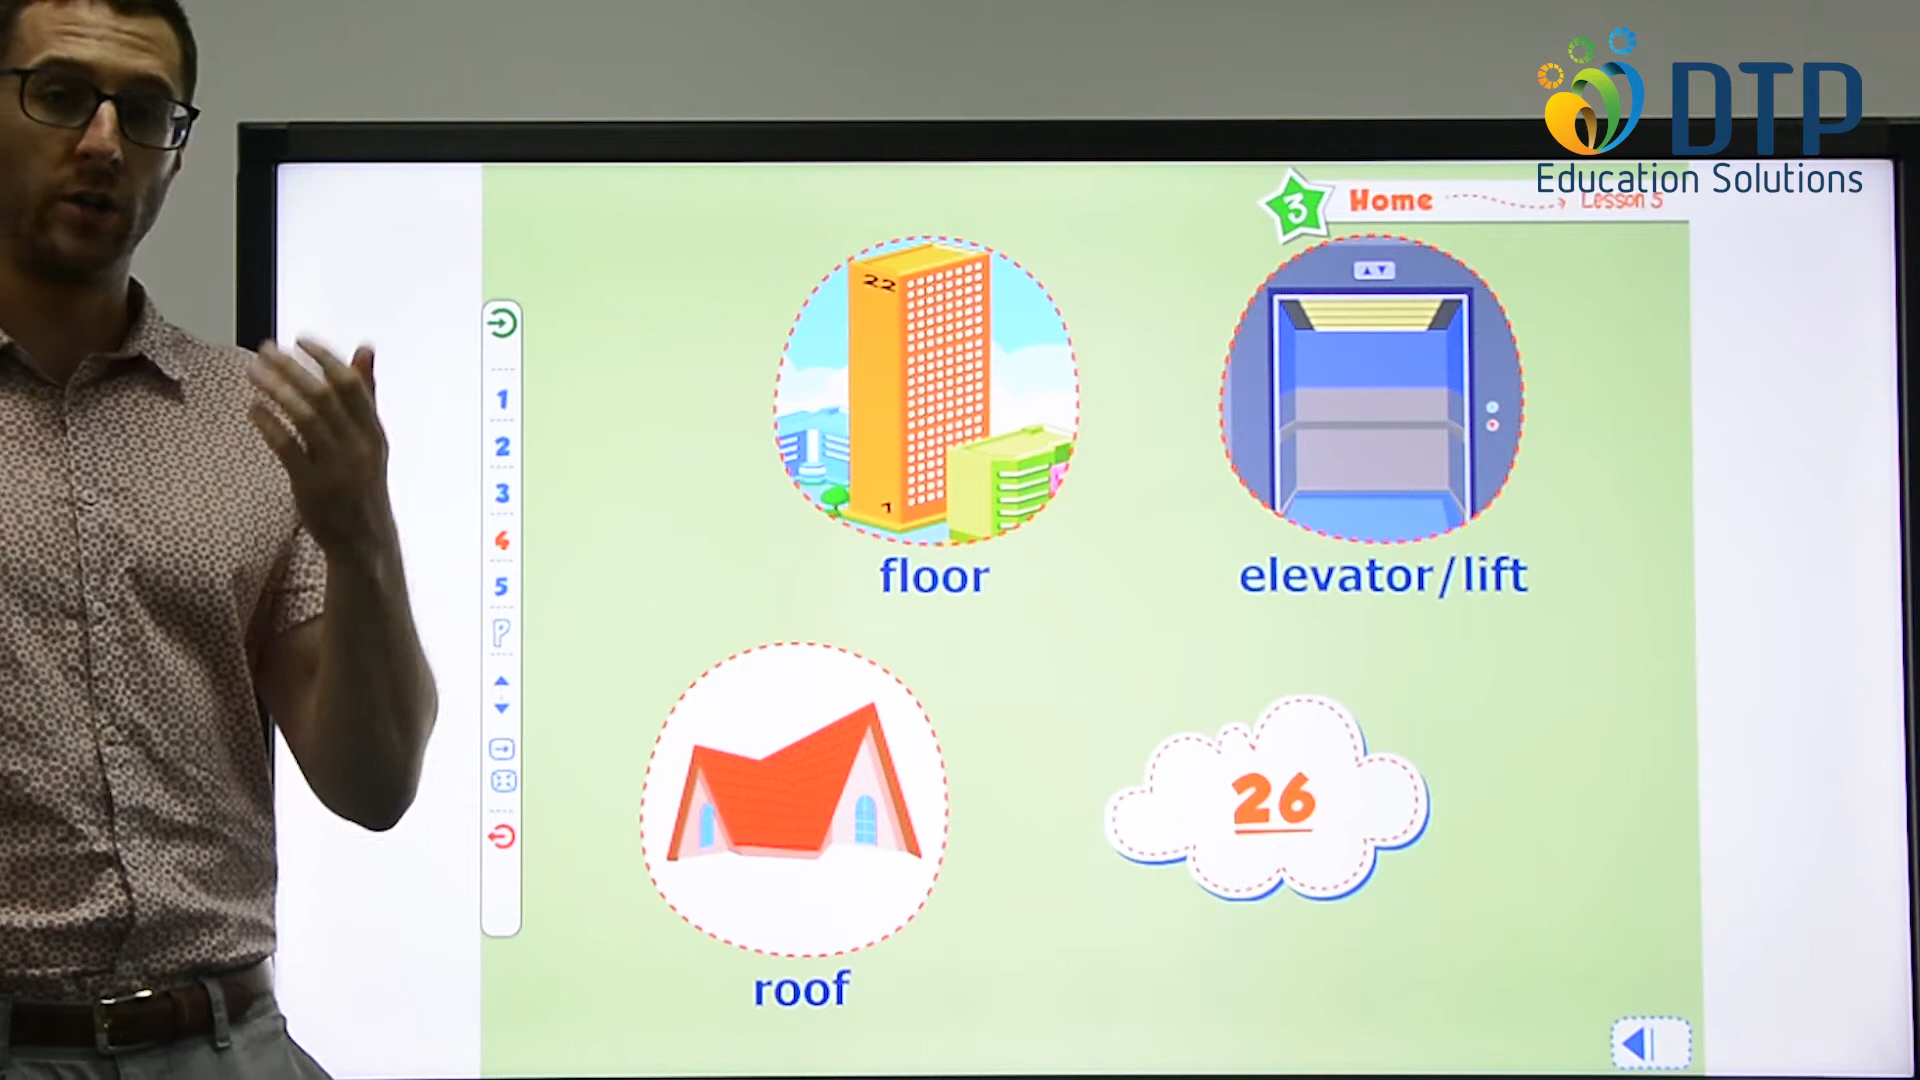 DTP
Education Solutions
3 Home Lesson 5
22
1
floor
elevator/lift
1
2
3
4
5
P
roof
26